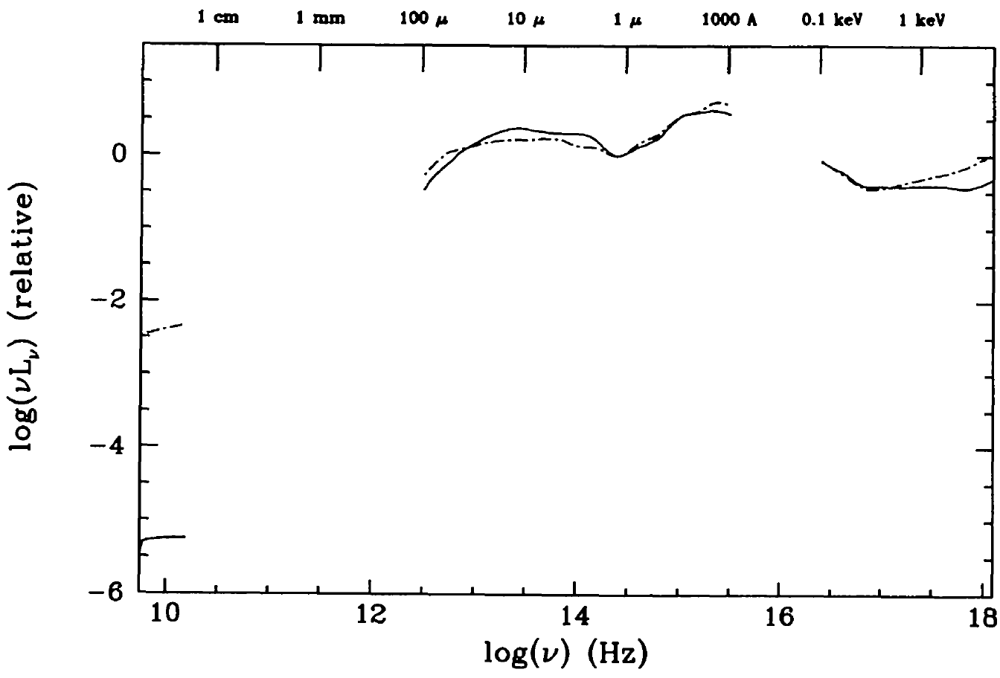 1 cm 1 mm 100 μ 10 μ 1 μ 1000 A 0.1 keV 1 keV
0
−2
−4
−6
log(νLν) (relative)
10 12 14 16 18
log(ν) (Hz)